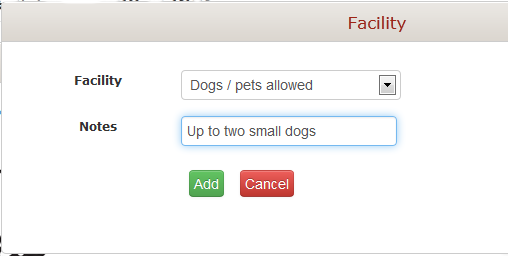 Facility
Facility
Dogs / pets allowed
Notes
Up to two small dogs
Add
Cancel